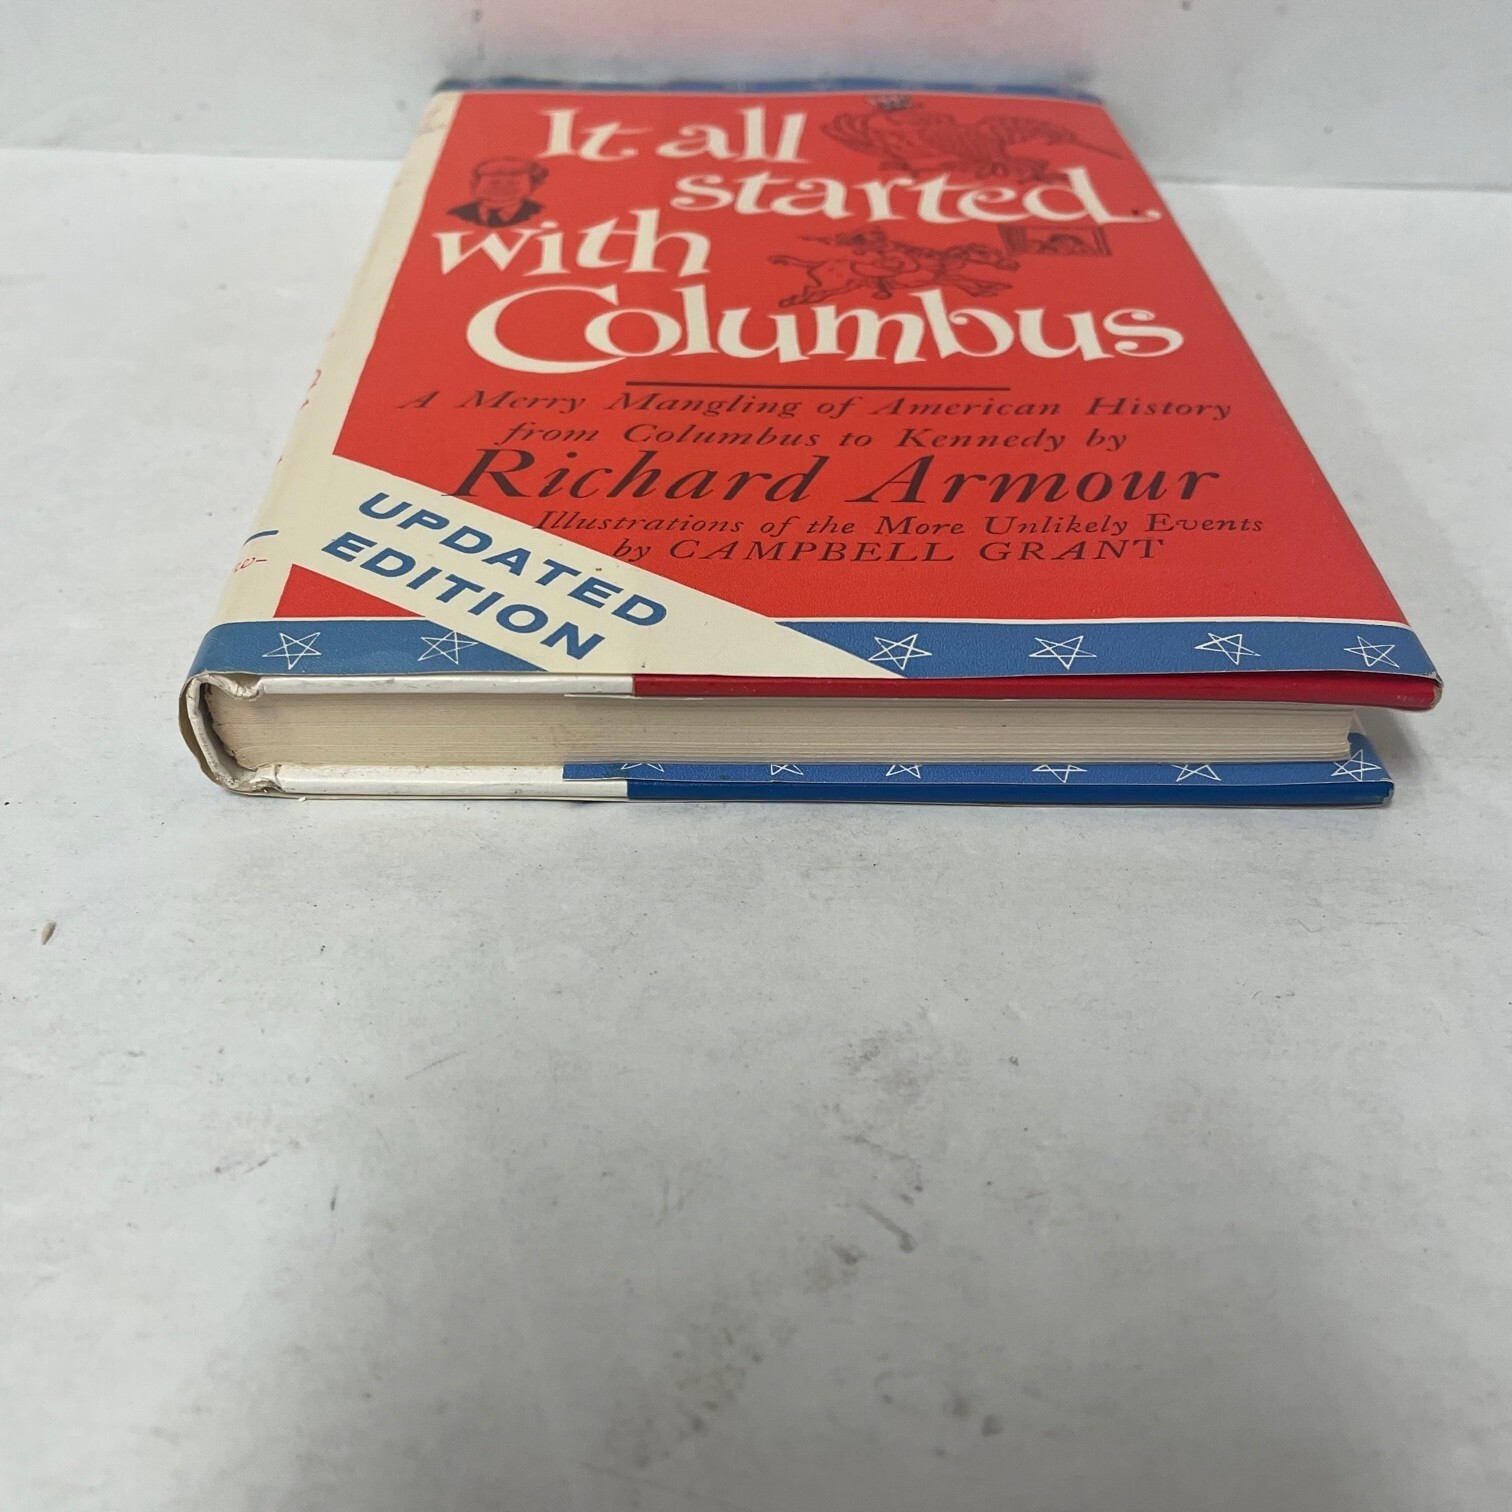 It all
started
with
Columbus
A Merry Mangling of American History
from Columbus to Kennedy by
Richard Armour
Illustrations of the More Unlikely Events
by CAMPBELL GRANT
UPDATED
EDITION